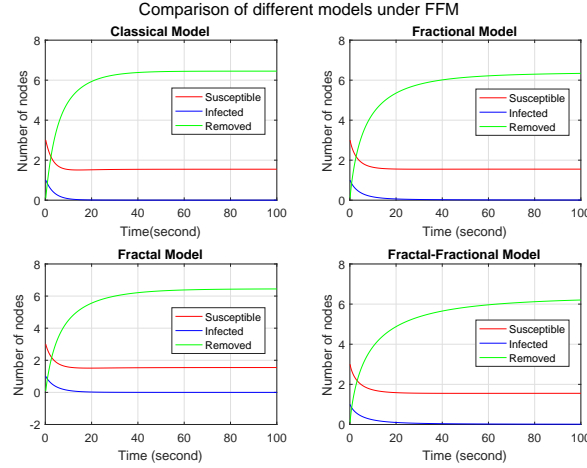 Comparison of different models under FFM
Classical Model
Number of nodes
8
6
4
2
0
Susceptible
Infected
Removed
0 20 40 60 80 100
Time(second)
Fractional Model
Number of nodes
8
6
4
2
0
Susceptible
Infected
Removed
0 20 40 60 80 100
Time (second)
Fractal Model
Number of nodes
8
6
4
2
0
-2
Susceptible
Infected
Removed
0 20 40 60 80 100
Time (second)
Fractal-Fractional Model
Number of nodes
8
6
4
2
0
Susceptible
Infected
Removed
0 20 40 60 80 100
Time (second)